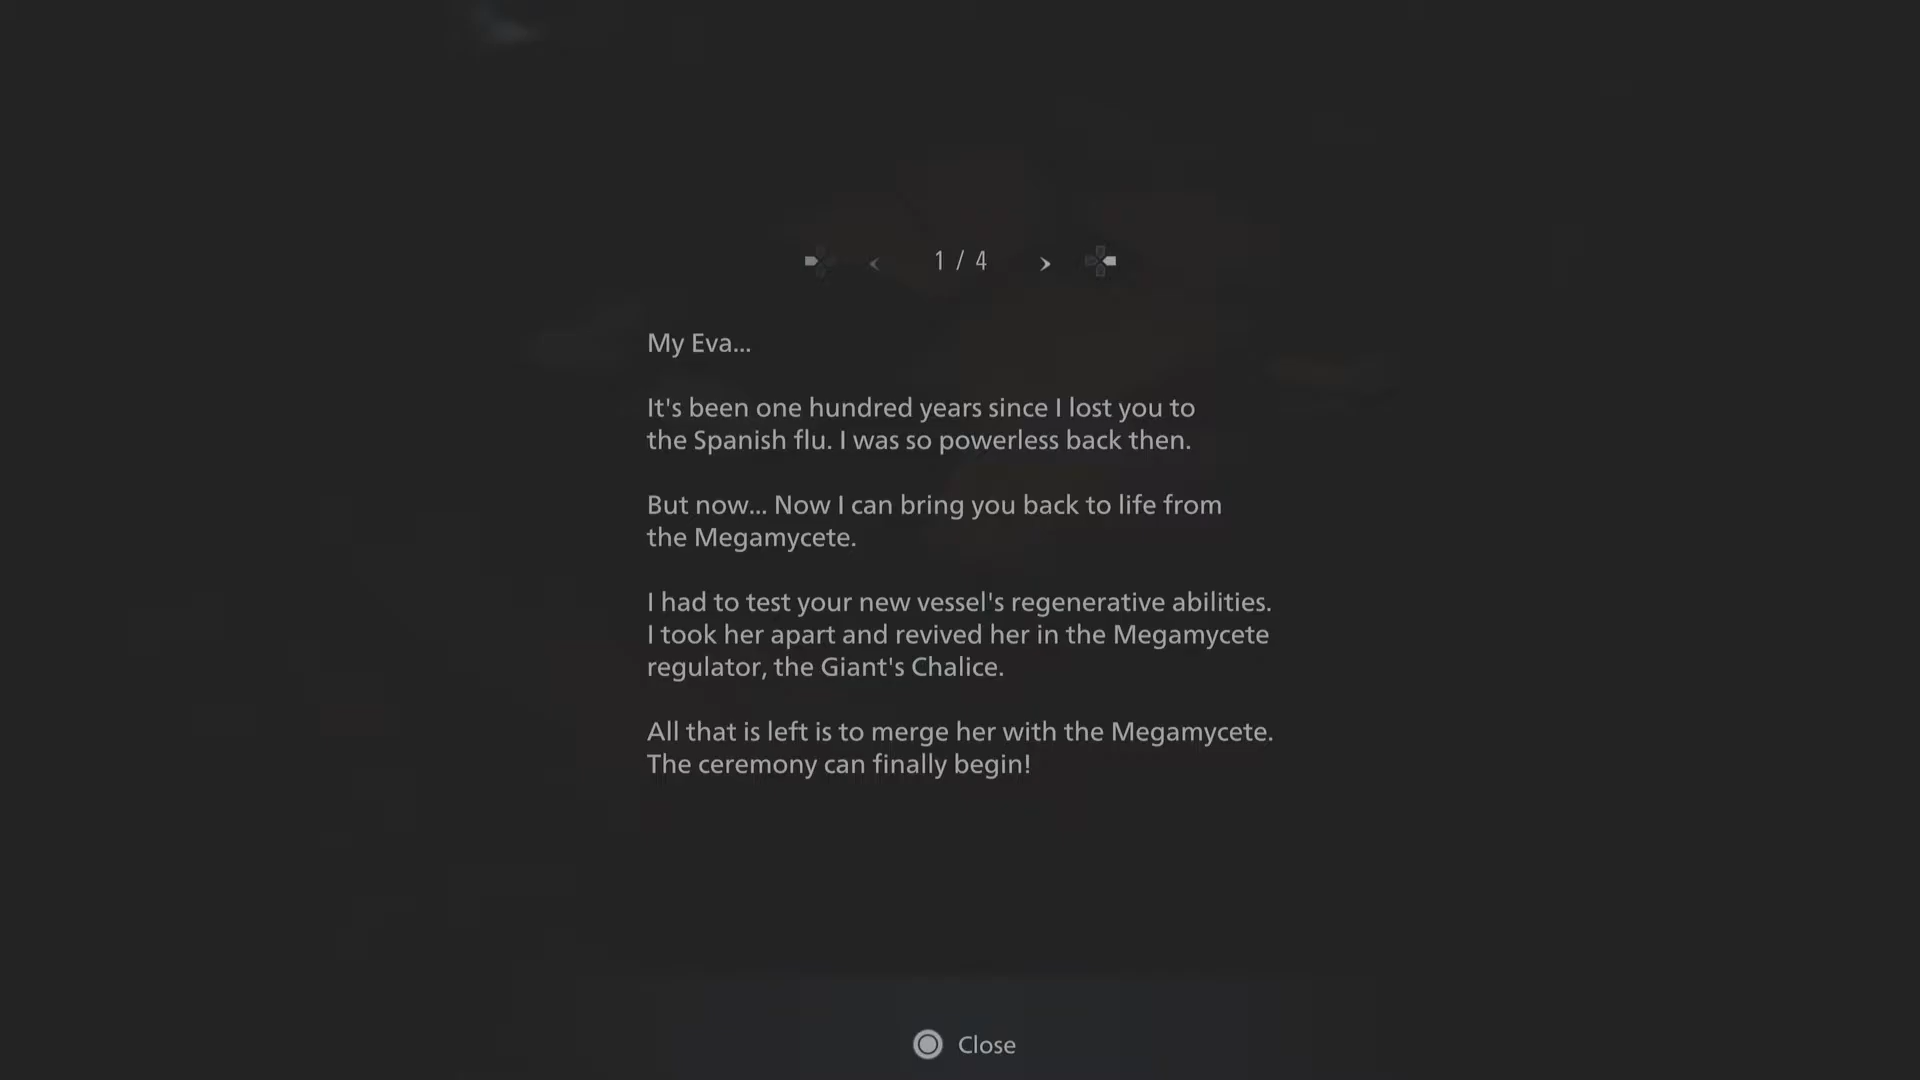 1 / 4
My Eva...
It's been one hundred years since I lost you to
the Spanish flu. I was so powerless back then.
But now... Now I can bring you back to life from
the Megamycete.
I had to test your new vessel's regenerative abilities.
I took her apart and revived her in the Megamycete
regulator, the Giant's Chalice.
All that is left is to merge her with the Megamycete.
The ceremony can finally begin!
Close